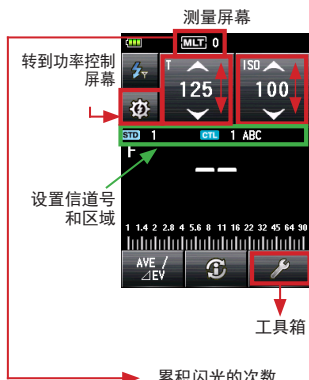 测量屏幕
MLT 0
转到功率控制
屏幕
T
125
ISO
100
STD 1 CTL 1 ABC
F
--
设置信道号
和区域
1 1.4 2 2.8 4 5.6 8 11 16 22 32 45 64 90
AVE /
⊿EV
工具箱
累积闪光的次数